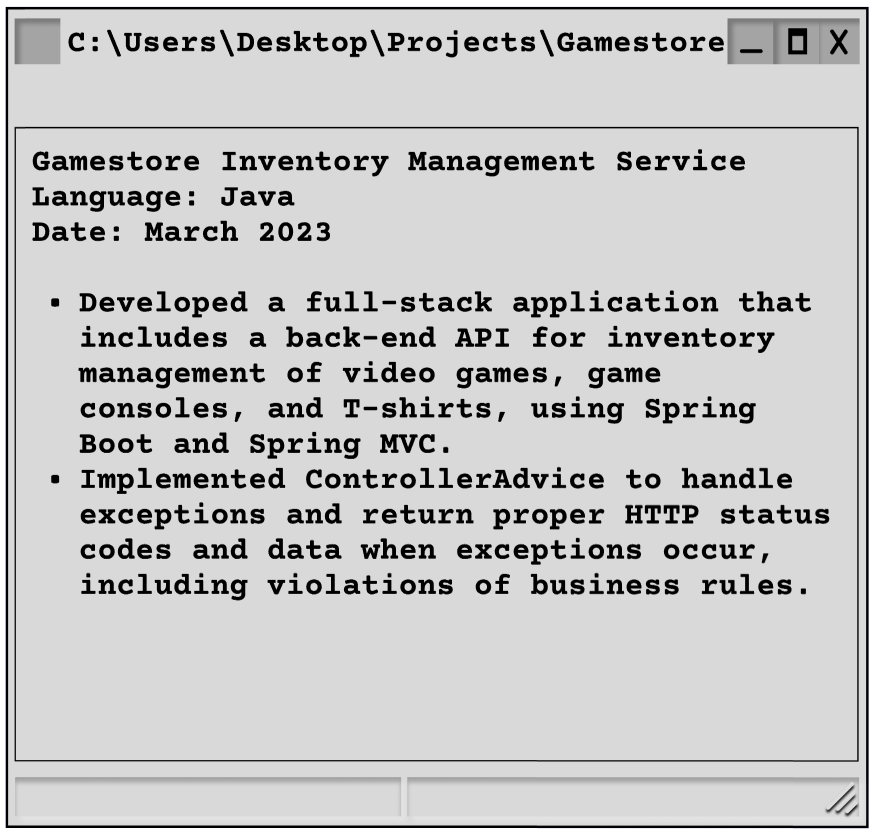 C:\Users\Desktop\Projects\Gamestore
Gamestore Inventory Management Service
Language: Java
Date: March 2023
• Developed a full-stack application that
includes a back-end API for inventory
management of video games, game
consoles, and T-shirts, using Spring
Boot and Spring MVC.
• Implemented ControllerAdvice to handle
exceptions and return proper HTTP status
codes and data when exceptions occur,
including violations of business rules.